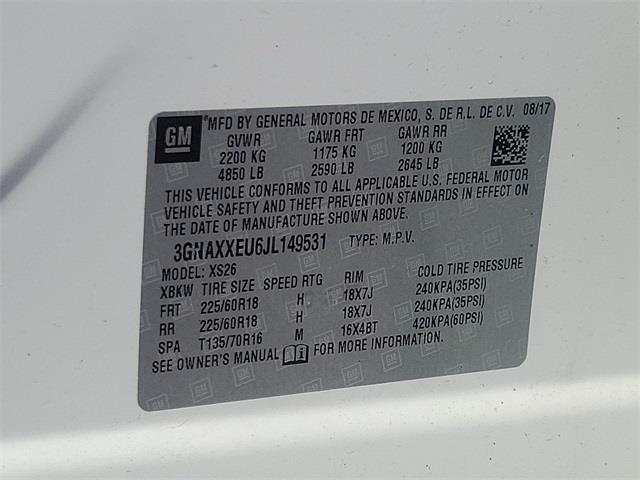 GM
*MFD BY GENERAL MOTORS DE MEXICO, S. DE R.L. DE C.V. 08/17
GVWR GAWR FRT GAWR RR
2200 KG 1175 KG 1200 KG
4850 LB 2590 LB 2645 LB
THIS VEHICLE CONFORMS TO ALL APPLICABLE U.S. FEDERAL MOTOR
VEHICLE SAFETY AND THEFT PREVENTION STANDARDS IN EFFECT ON
THE DATE OF MANUFACTURE SHOWN ABOVE.
3GNAXXEU6JL149531 TYPE: M.P.V.
MODEL: XS26
XBKW TIRE SIZE SPEED RTG RIM COLD TIRE PRESSURE
FRT 225/60R18 H 18X7J 240KPA(35PSI)
RR 225/60R18 H 18X7J 240KPA(35PSI)
SPA T135/70R16 M 16X4BT 420KPA(60PSI)
SEE OWNER'S MANUAL FOR MORE INFORMATION.